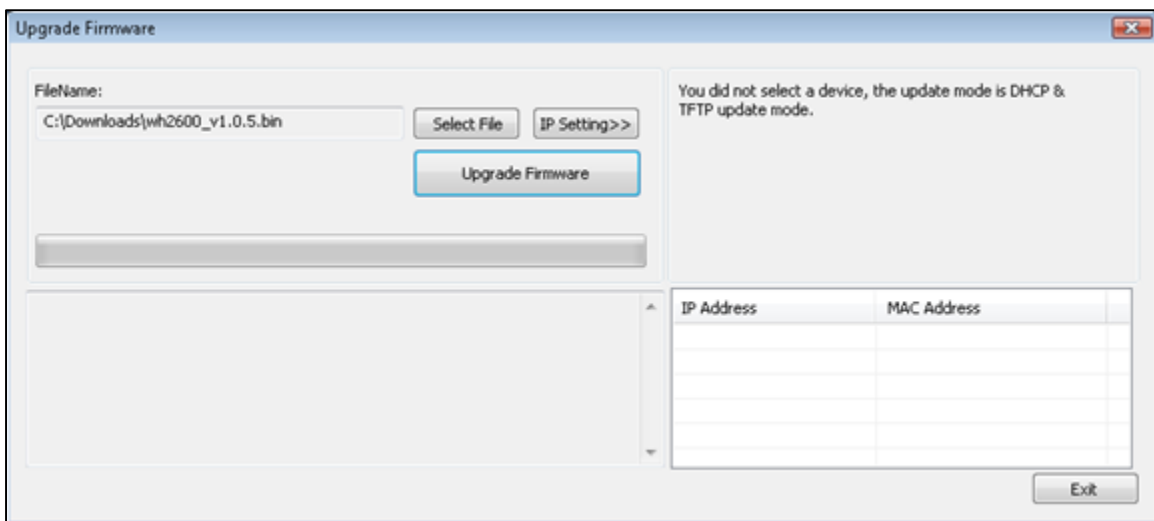 Upgrade Firmware
FileName:
C:\Downloads\wh2600_v1.0.5.bin
Select File
IP Setting>>
Upgrade Firmware
You did not select a device, the update mode is DHCP &
TFTP update mode.
IP Address
MAC Address
Exit